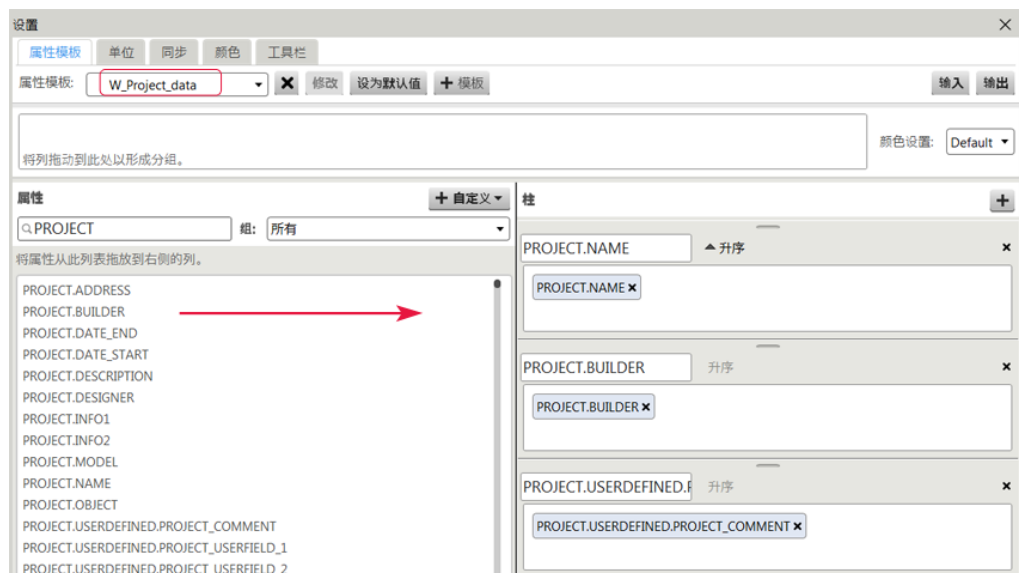 设置
属性模板 单位 同步 颜色 工具栏
属性模板: W_Project_data 修改 设为默认值 模板 输入 输出
将列拖动到此处以形成分组。
颜色设置: Default
属性 自定义
PROJECT 组: 所有
将属性从此列表拖放到右侧的列。
PROJECT.ADDRESS
PROJECT.BUILDER
PROJECT.DATE_END
PROJECT.DATE_START
PROJECT.DESCRIPTION
PROJECT.DESIGNER
PROJECT.INFO1
PROJECT.INFO2
PROJECT.MODEL
PROJECT.NAME
PROJECT.OBJECT
PROJECT.USERDEFINED.PROJECT_COMMENT
PROJECT.USERDEFINED.PROJECT_USERFIELD_1
PROJECT.USERDEFINED.PROJECT_USERFIELD_2
柱
PROJECT.NAME 升序
PROJECT.NAME
PROJECT.BUILDER 升序
PROJECT.BUILDER
PROJECT.USERDEFINED.P 升序
PROJECT.USERDEFINED.PROJECT_COMMENT